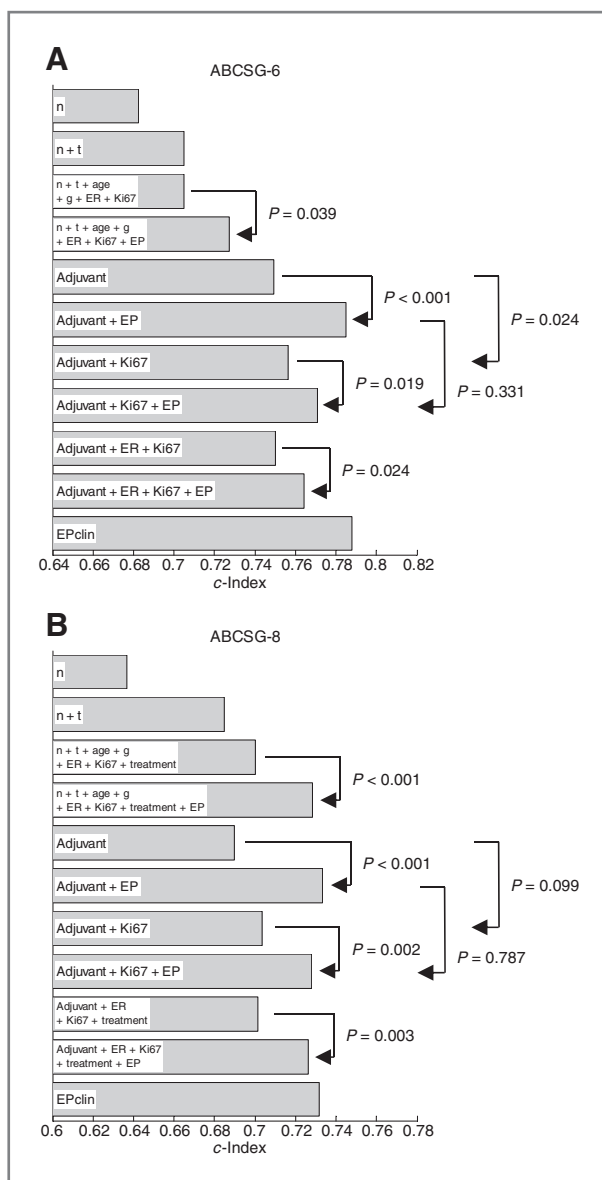 A
ABCSG-6
n
n + t
n + t + age
+ g + ER + Ki67
P = 0.039
n + t + age + g
+ ER + Ki67 + EP
Adjuvant
P < 0.001
Adjuvant + EP
P = 0.024
Adjuvant + Ki67
P = 0.019
P = 0.331
Adjuvant + Ki67 + EP
Adjuvant + ER + Ki67
P = 0.024
Adjuvant + ER + Ki67 + EP
EPclin
0.64 0.66 0.68 0.7 0.72 0.74 0.76 0.78 0.8 0.82
c-Index
B
ABCSG-8
n
n + t
n + t + age + g
+ ER + Ki67 + treatment
P < 0.001
n + t + age + g
+ ER + Ki67 + treatment + EP
Adjuvant
P < 0.001
Adjuvant + EP
P = 0.099
Adjuvant + Ki67
P = 0.002
P = 0.787
Adjuvant + Ki67 + EP
Adjuvant + ER
+ Ki67 + treatment
P = 0.003
Adjuvant + ER + Ki67
+ treatment + EP
EPclin
0.6 0.62 0.64 0.66 0.68 0.7 0.72 0.74 0.76 0.78
c-Index